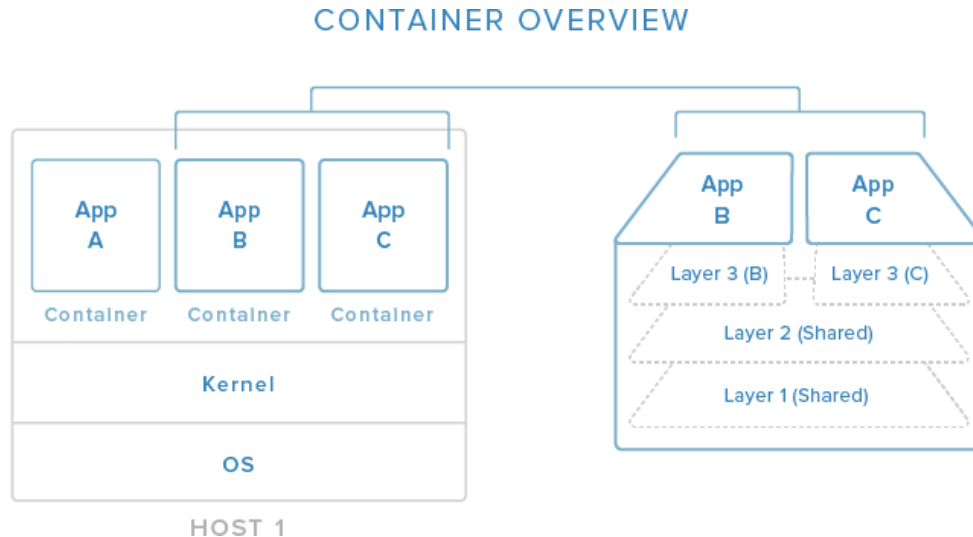 CONTAINER OVERVIEW
App
A
App
B
App
C
Container
Container
Container
Kernel
OS
HOST 1
App
B
App
C
Layer 3 (B)
Layer 3 (C)
Layer 2 (Shared)
Layer 1 (Shared)